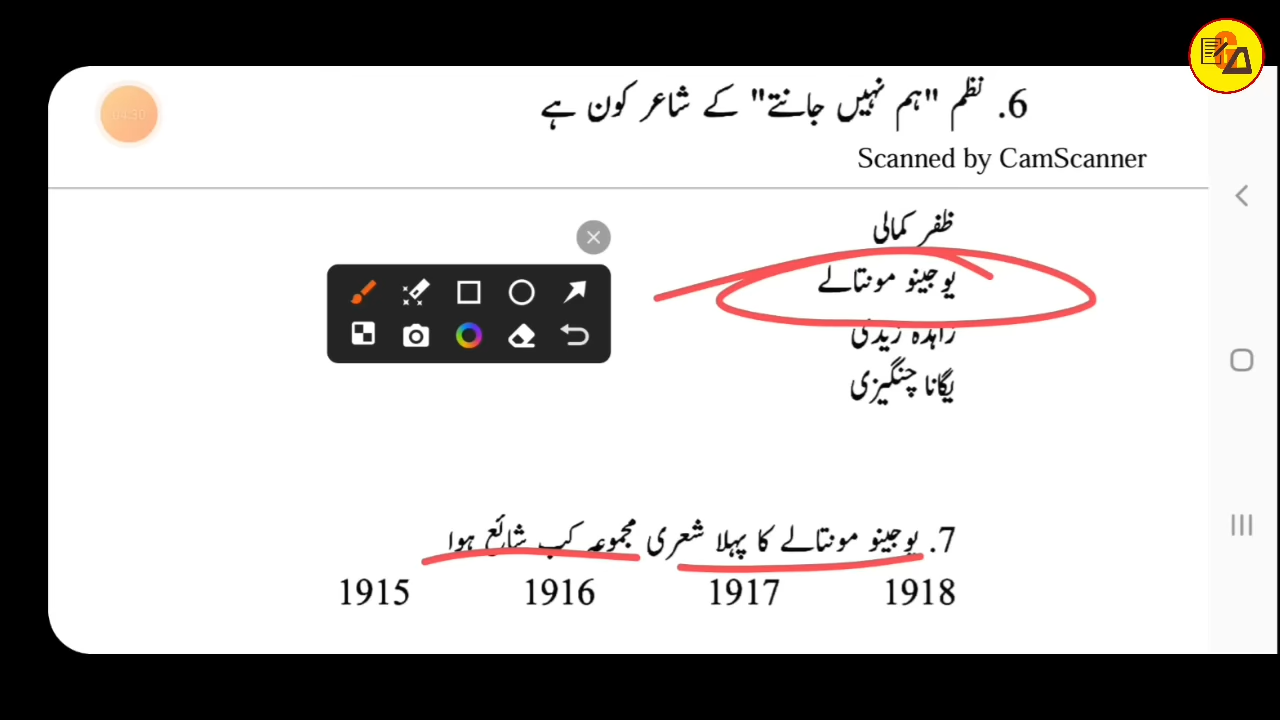 6. نظم "ہم نہیں جانتے" کے شاعر کون ہے
Scanned by CamScanner
ظفر کمالی
یوجینو مونتالے
زاہدہ زیدی
یگانا چنگیزی
7. یوجینو مونتالے کا پہلا شعری مجموعہ کب شائع ہوا
1915 1916 1917 1918